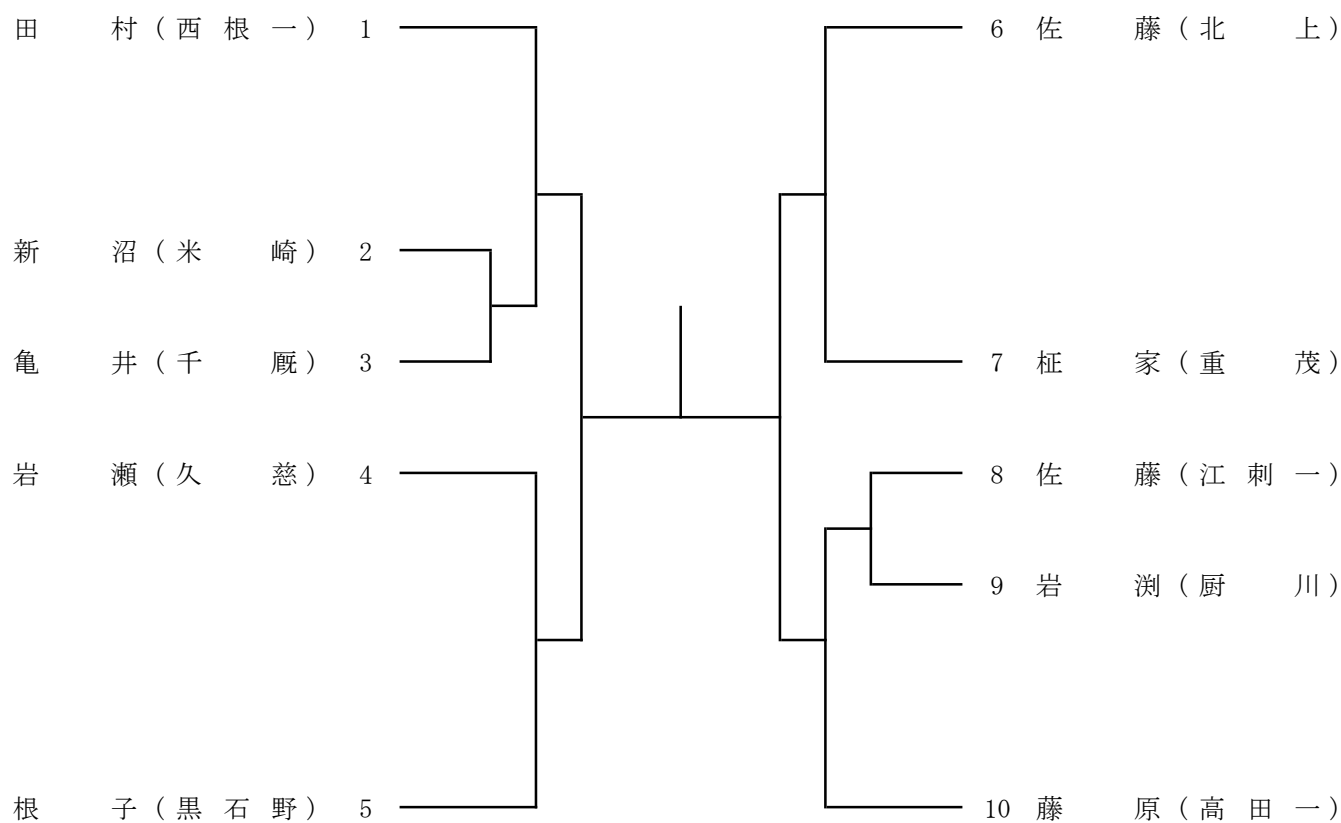 田村(西根一) 1
新沼(米崎) 2
亀井(千厩) 3
岩瀬(久慈) 4
根子(黒石野) 5
6 佐藤(北上)
7 柾家(重茂)
8 佐藤(江刺一)
9 岩渕(厨川)
10 藤原(高田一)